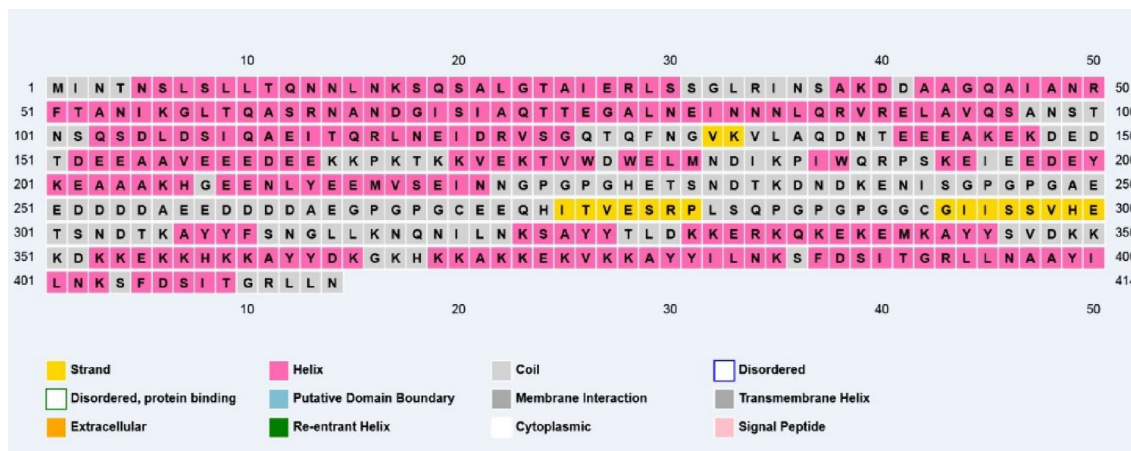 10 20 30 40 50
1 M I N T N S L S L L T Q N N L N K S Q S A L G T A I E R L S S G L R I N S A K D D A A G Q A I A N R 50
51 F T A N I K G L T Q A S R N A N D G I S I A Q T T E G A L N E I N N N L Q R V R E L A V Q S A N S T 100
101 N S Q S D L D S I Q A E I T Q R L N E I D R V S G Q T Q F N G V K V L A Q D N T E E E A K E K D E D 150
151 T D E E A A V E E E D E E K K P K T K K V E K T V W D W E L M N D I K P I W Q R P S K E I E E D E Y 200
201 K E A A A K H G E E N L Y E E M V S E I N N G P G P G H E T S N D T K D N D K E N I S G P G P G A E 250
251 E D D D D A E E D D D D A E G P G P G C E E Q H I T V E S R P L S Q P G P G P G G C G I I S S V H E 300
301 T S N D T K A Y Y F S N G L L K N Q N I L N K S A Y Y T L D K K E R K Q K E K E M K A Y Y S V D K K 350
351 K D K K E K K H K K A Y Y D K G K H K K A K K E K V K K A Y Y I L N K S F D S I T G R L L N A A Y I 400
401 L N K S F D S I T G R L L N 414
10 20 30 40 50
Strand Helix Coil Disordered
Disordered, protein binding Putative Domain Boundary Membrane Interaction Transmembrane Helix
Extracellular Re-entrant Helix Cytoplasmic Signal Peptide